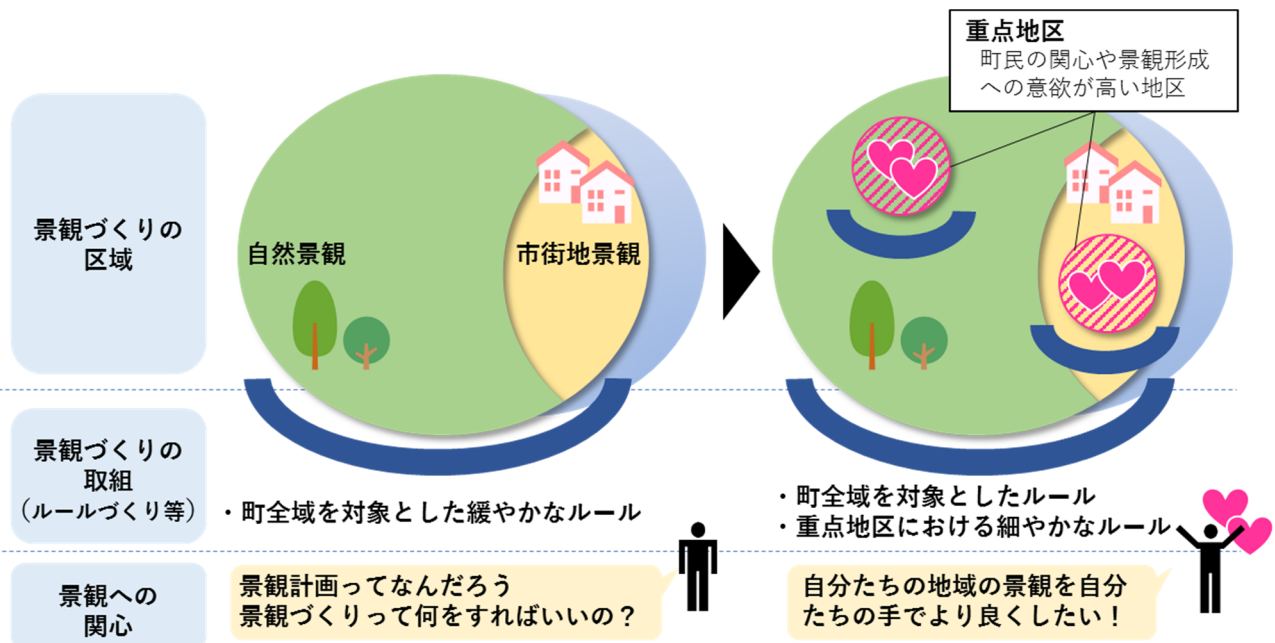 重点地区
町民の関心や景観形成
への意欲が高い地区
景観づくりの
区域
自然景観
市街地景観
景観づくりの
取組
（ルールづくり等）
・町全域を対象とした緩やかなルール
・町全域を対象としたルール
・重点地区における細やかなルール
景観への
関心
景観計画ってなんだろう
景観づくりって何をすればいいの？
自分たちの地域の景観を自分
たちの手でより良くしたい！